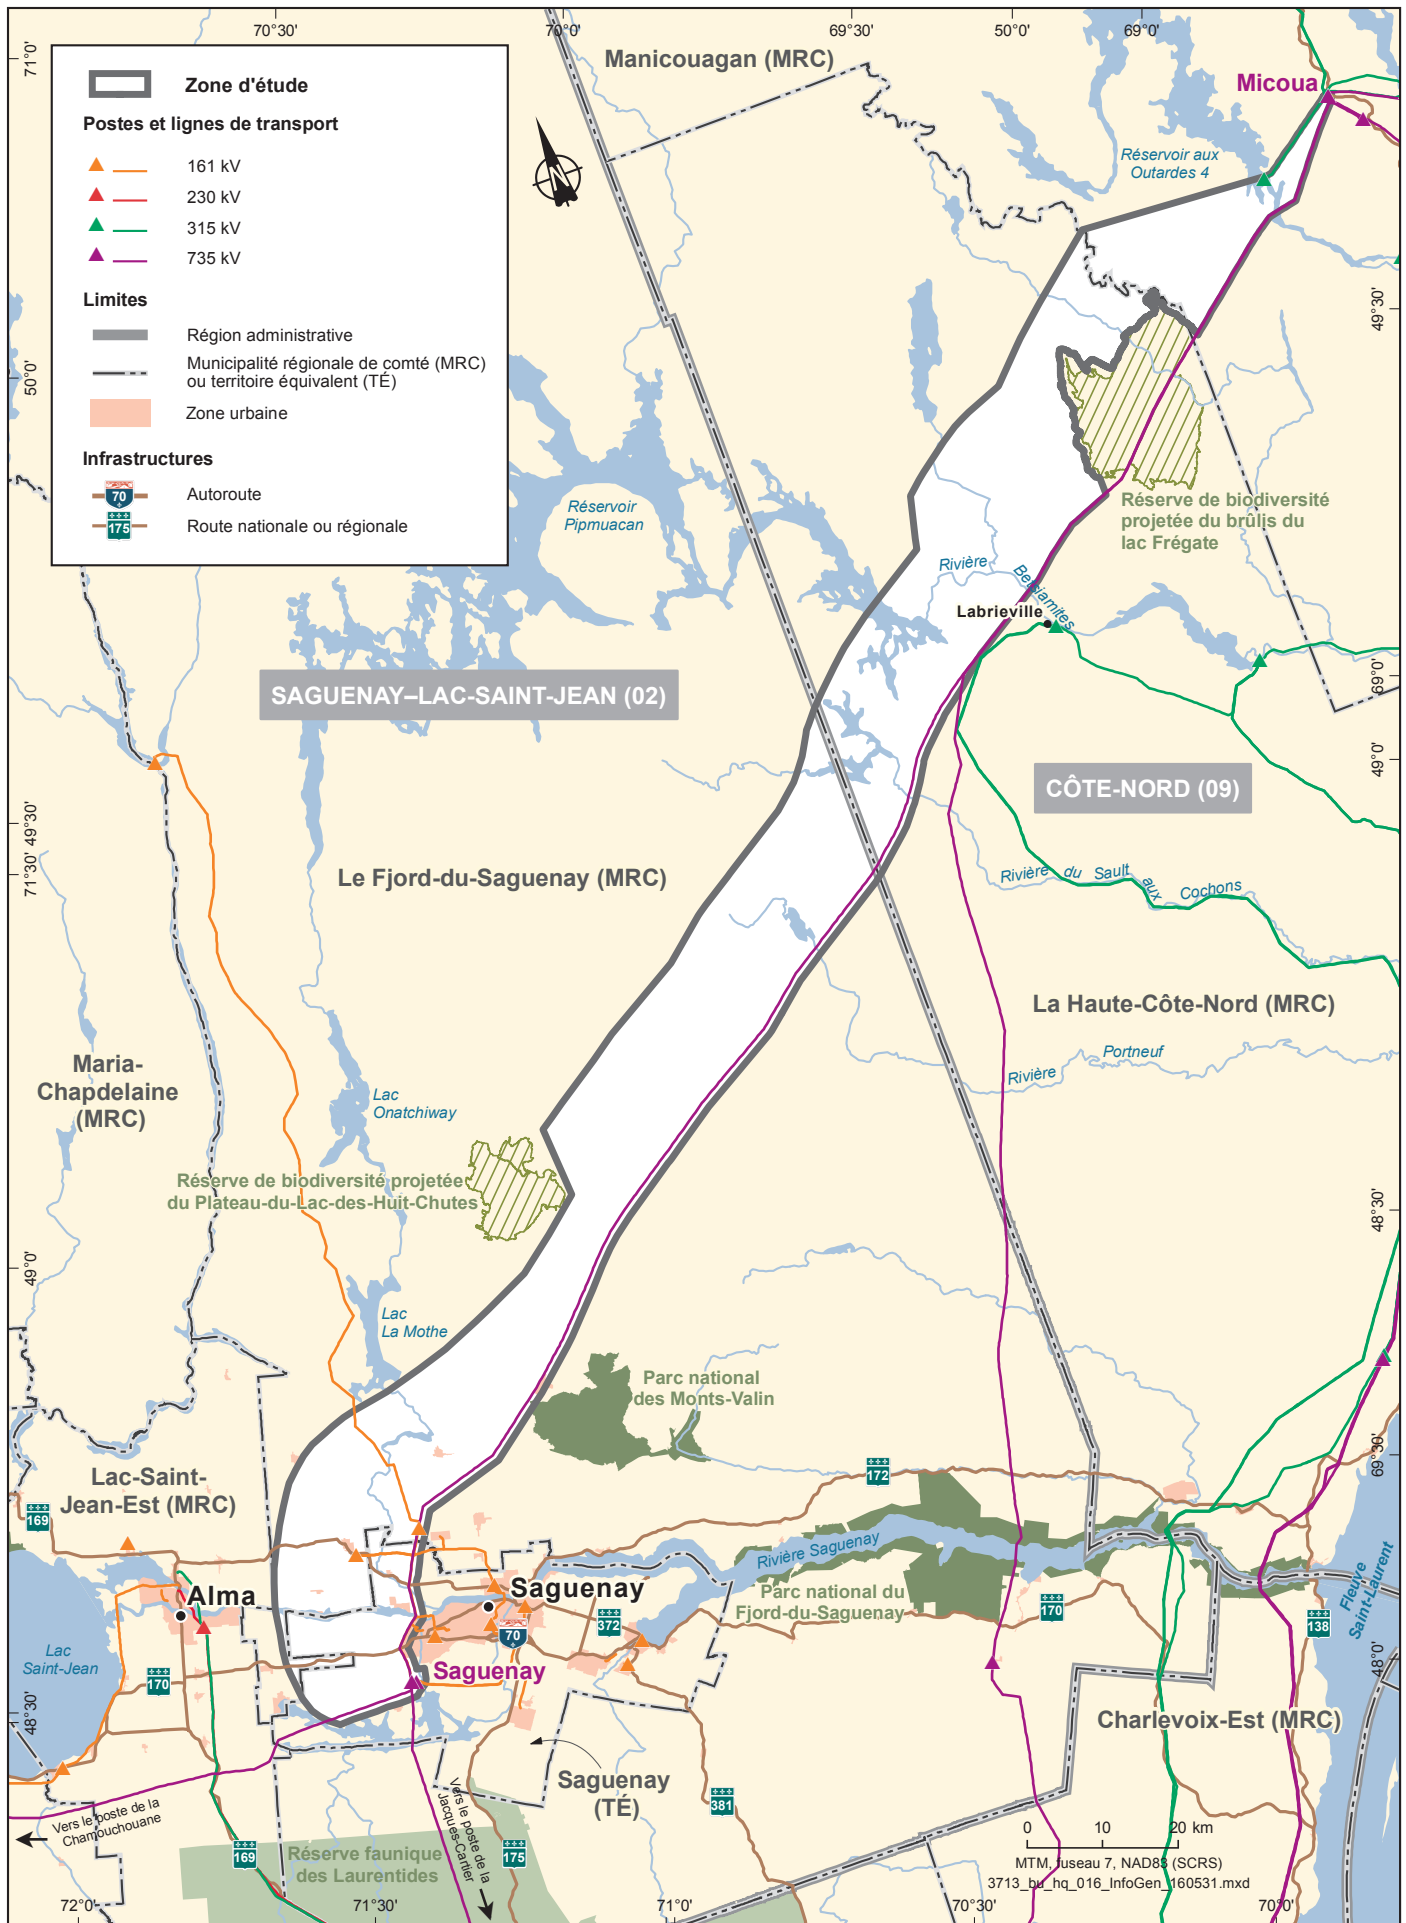 70°30'
70°0'
69°30'
50°0'
69°0'
71°0'
50°0'
71°30' 49°30'
49°0'
48°30'
49°30'
69°0'
49°0'
48°30'
69°30'
48°0'
72°0'
71°30'
71°0'
70°30'
70°0'
Zone d'étude
Postes et lignes de transport
161 kV
230 kV
315 kV
735 kV
Limites
Région administrative
Municipalité régionale de comté (MRC)
ou territoire équivalent (TÉ)
Zone urbaine
Infrastructures
70
Autoroute
175
Route nationale ou régionale
Manicouagan (MRC)
Micoua
Réservoir aux
Outardes 4
Réservoir
Pipmuacan
Réserve de biodiversité
projetée du brûlis du
lac Frégate
Rivière Betsiamites
Labrieville
SAGUENAY–LAC-SAINT-JEAN (02)
CÔTE-NORD (09)
Le Fjord-du-Saguenay (MRC)
Rivière du Sault aux Cochons
La Haute-Côte-Nord (MRC)
Rivière Portneuf
Maria-
Chapdelaine
(MRC)
Lac
Onatchiway
Réserve de biodiversité projetée
du Plateau-du-Lac-des-Huit-Chutes
Lac
La Mothe
Parc national
des Monts-Valin
Lac-Saint-
Jean-Est (MRC)
172
169
Rivière Saguenay
Parc national du
Fjord-du-Saguenay
Alma
Saguenay
372
70
170
138
Fleuve
Saint-Laurent
Lac
Saint-Jean
170
Saguenay
Charlevoix-Est (MRC)
Saguenay
(TÉ)
381
Vers le poste de la
Chamouchouane
Vers le poste de la
Jacques-Cartier
169
Réserve faunique
des Laurentides
175
0 10 20 km
MTM, fuseau 7, NAD83 (SCRS)
3713_bu_hq_016_InfoGen_160531.mxd